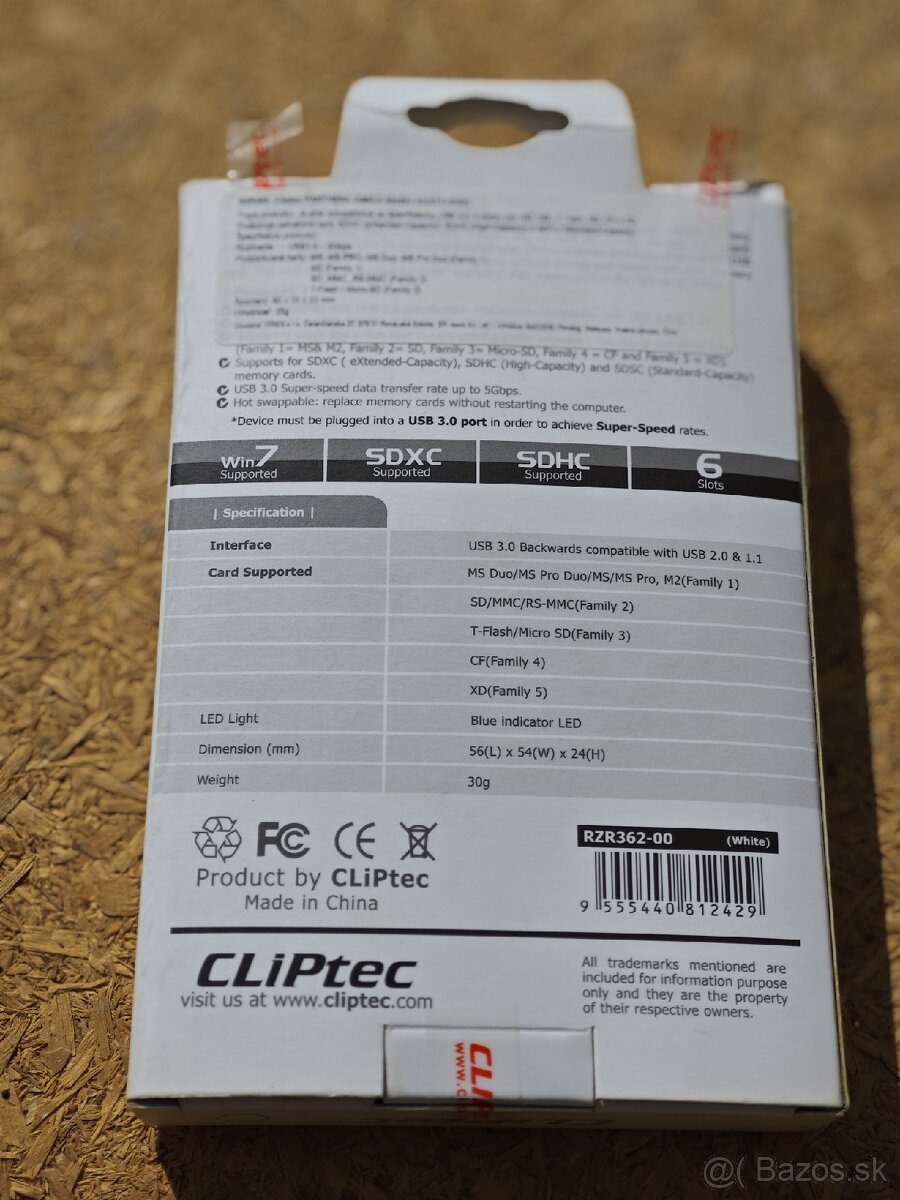 CLiPtec
(Family 1= MS& M2, Family 2= SD, Family 3= Micro-SD, Family 4 = CF and Family 5 = XD).
Supports for SDXC ( eXtended-Capacity), SDHC (High-Capacity) and SDSC (Standard-Capacity)
memory cards.
USB 3.0 Super-speed data transfer rate up to 5Gbps.
Hot swappable: replace memory cards without restarting the computer.
*Device must be plugged into a USB 3.0 port in order to achieve Super-Speed rates.
Win7 Supported
SDXC Supported
SDHC Supported
6 Slots
| Specification |
Interface USB 3.0 Backwards compatible with USB 2.0 & 1.1
Card Supported MS Duo/MS Pro Duo/MS/MS Pro, M2(Family 1)
SD/MMC/RS-MMC(Family 2)
T-Flash/Micro SD(Family 3)
CF(Family 4)
XD(Family 5)
LED Light Blue indicator LED
Dimension (mm) 56(L) x 54(W) x 24(H)
Weight 30g
FC CE
Product by CLiPtec
Made in China
RZR362-00 (White)
9 555440 812429
CLiPtec
visit us at www.cliptec.com
All trademarks mentioned are
included for information purpose
only and they are the property
of their respective owners.
CLiP
www.c
@( Bazos.sk